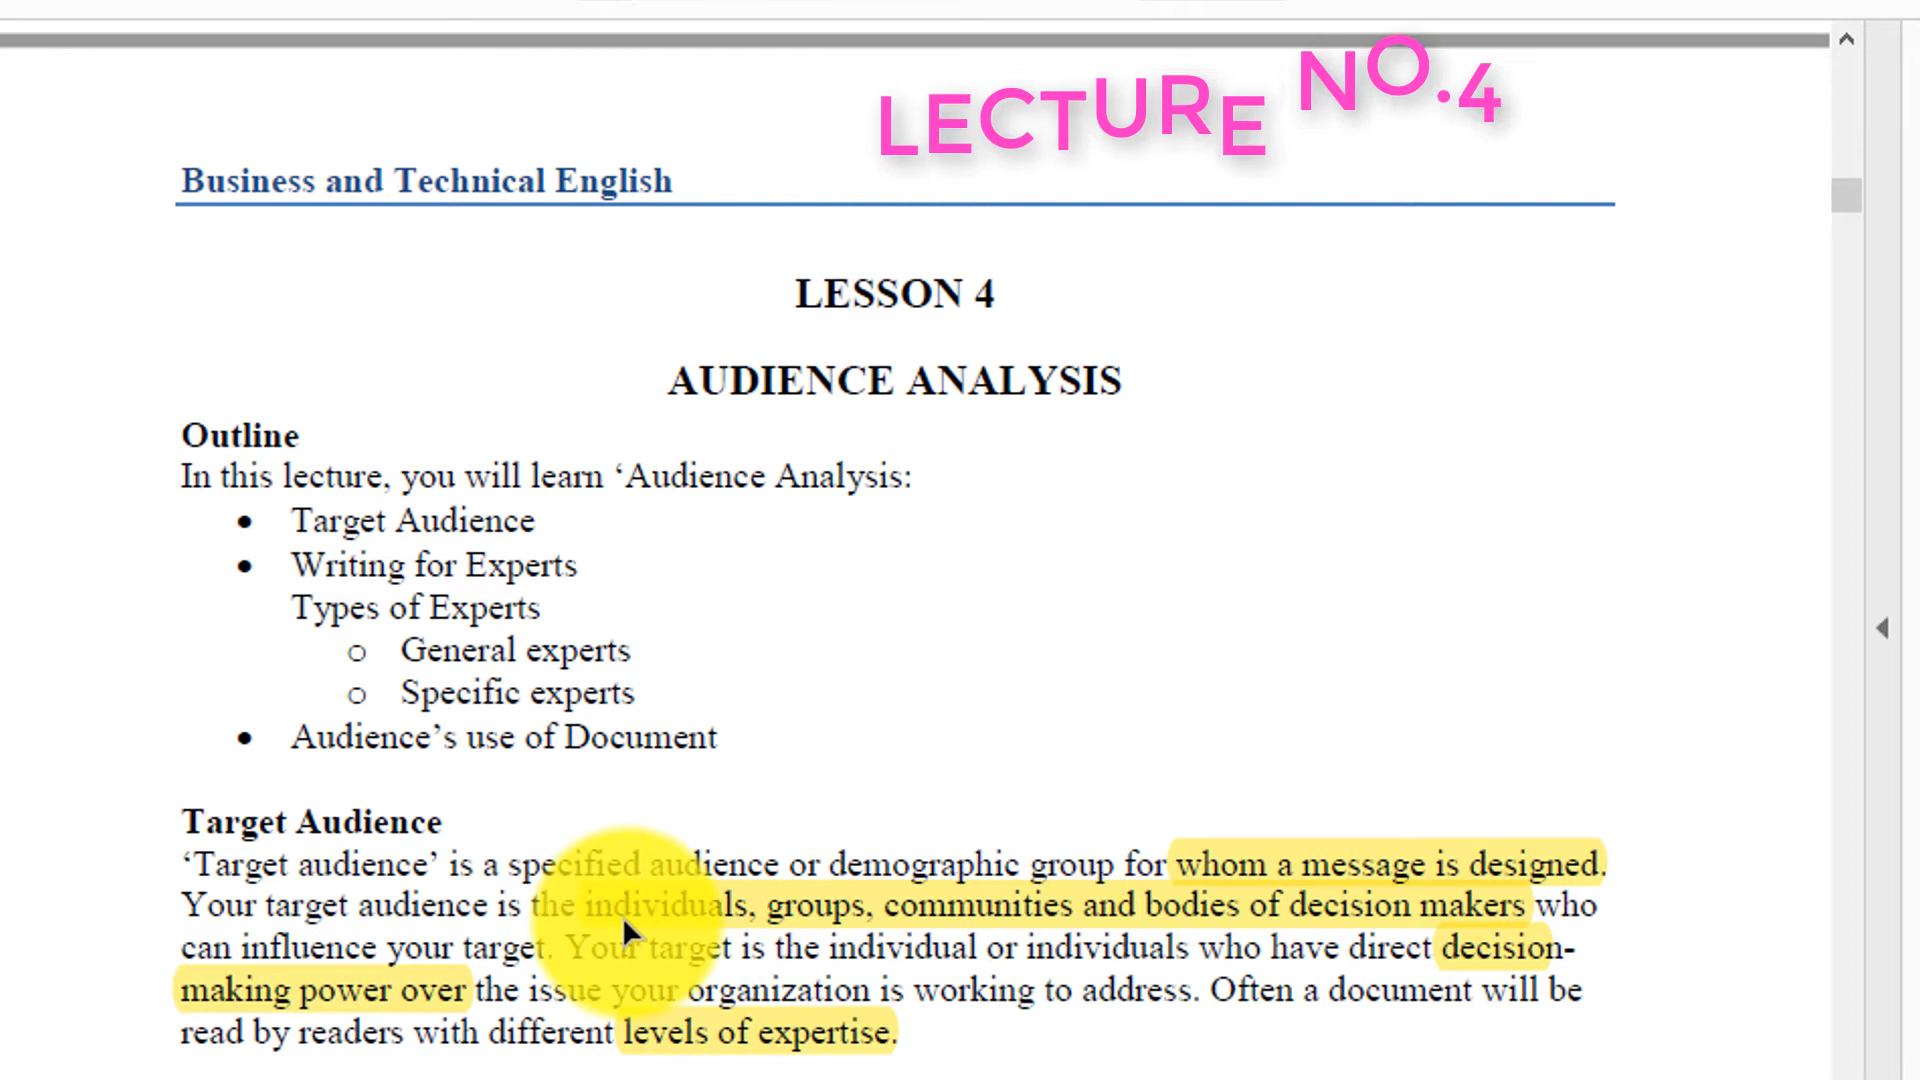 LECTURE NO.4
Business and Technical English
LESSON 4
AUDIENCE ANALYSIS
Outline
In this lecture, you will learn ‘Audience Analysis:
• Target Audience
• Writing for Experts
Types of Experts
o General experts
o Specific experts
• Audience’s use of Document
Target Audience
‘Target audience’ is a specified audience or demographic group for whom a message is designed.
Your target audience is the individuals, groups, communities and bodies of decision makers who
can influence your target. Your target is the individual or individuals who have direct decision-
making power over the issue your organization is working to address. Often a document will be
read by readers with different levels of expertise.